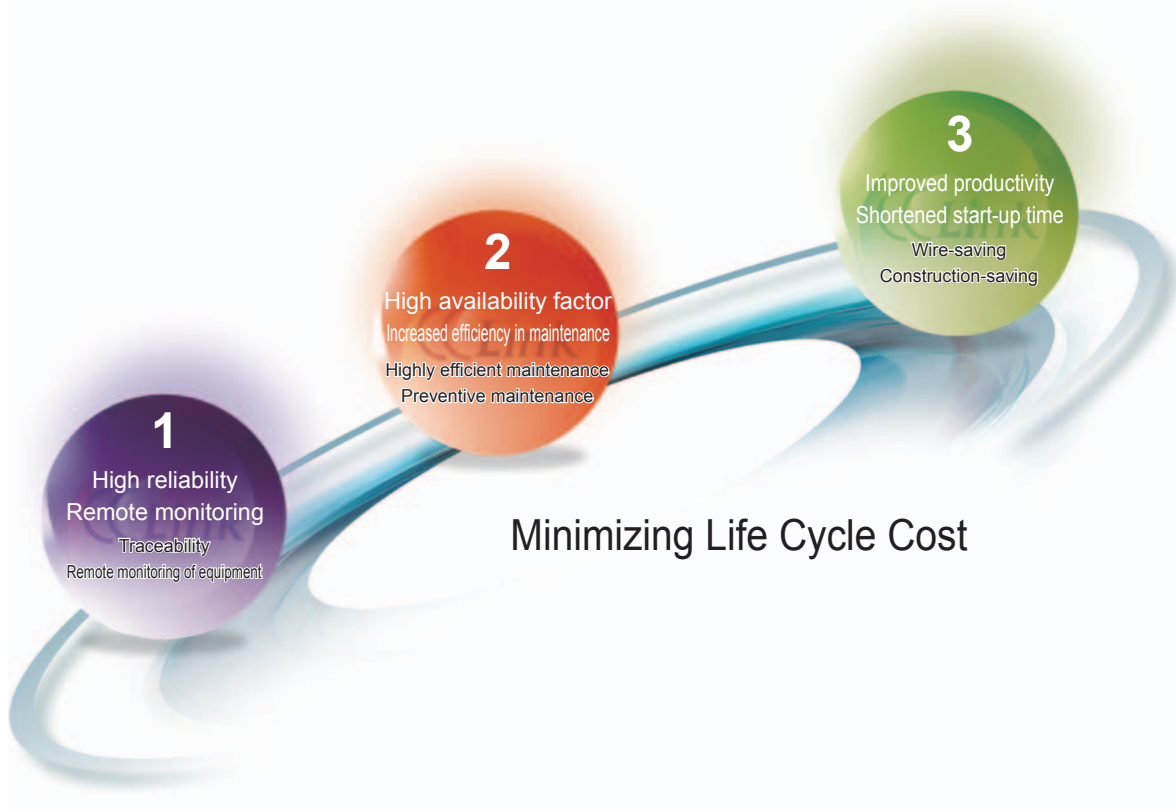 1
High reliability
Remote monitoring
Traceability
Remote monitoring of equipment
2
High availability factor
Increased efficiency in maintenance
Highly efficient maintenance
Preventive maintenance
3
Improved productivity
Shortened start-up time
Wire-saving
Construction-saving
Minimizing Life Cycle Cost